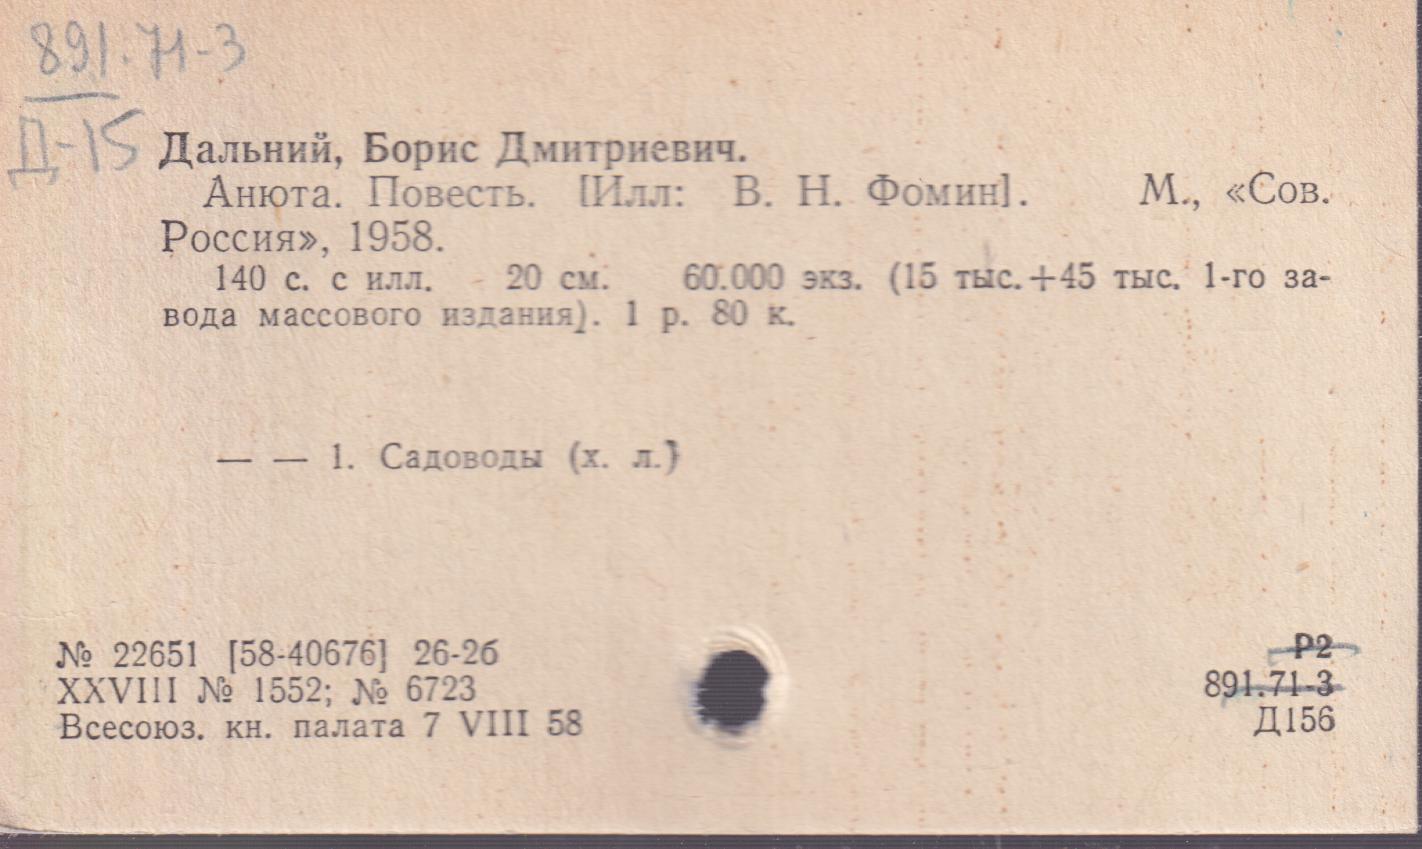 891.71-3
Д-15
Дальний, Борис Дмитриевич.
Анюта. Повесть. [Илл: В. Н. Фомин]. М., «Сов.
Россия», 1958.
140 с. с илл. 20 см. 60.000 экз. (15 тыс.+45 тыс. 1-го за-
вода массового издания). 1 р. 80 к.
— — 1. Садоводы (х. л.)
№ 22651 [58-40676] 26-2б
XXVIII № 1552; № 6723
Всесоюз. кн. палата 7 VIII 58
Р2
891.71-3
Д156